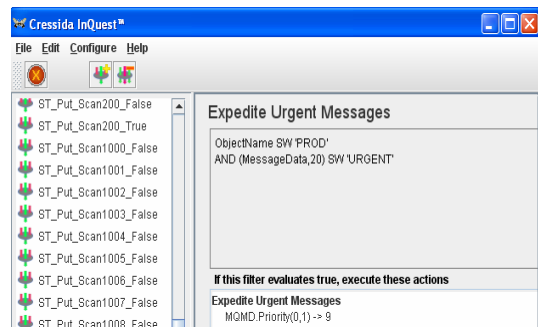 Cressida InQuest™
File Edit Configure Help
ST_Put_Scan200_False
ST_Put_Scan200_True
ST_Put_Scan1000_False
ST_Put_Scan1001_False
ST_Put_Scan1002_False
ST_Put_Scan1003_False
ST_Put_Scan1004_False
ST_Put_Scan1005_False
ST_Put_Scan1006_False
ST_Put_Scan1007_False
ST_Put_Scan1008_False
Expedite Urgent Messages
ObjectName SW 'PROD'
AND (MessageData,20) SW 'URGENT'
If this filter evaluates true, execute these actions
Expedite Urgent Messages
MQMD.Priority(0,1) -> 9